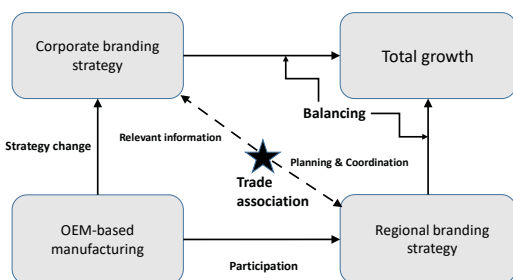 Corporate branding
strategy
Total growth
Balancing
Relevant information
Strategy change
Planning & Coordination
Trade
association
OEM-based
manufacturing
Regional branding
strategy
Participation